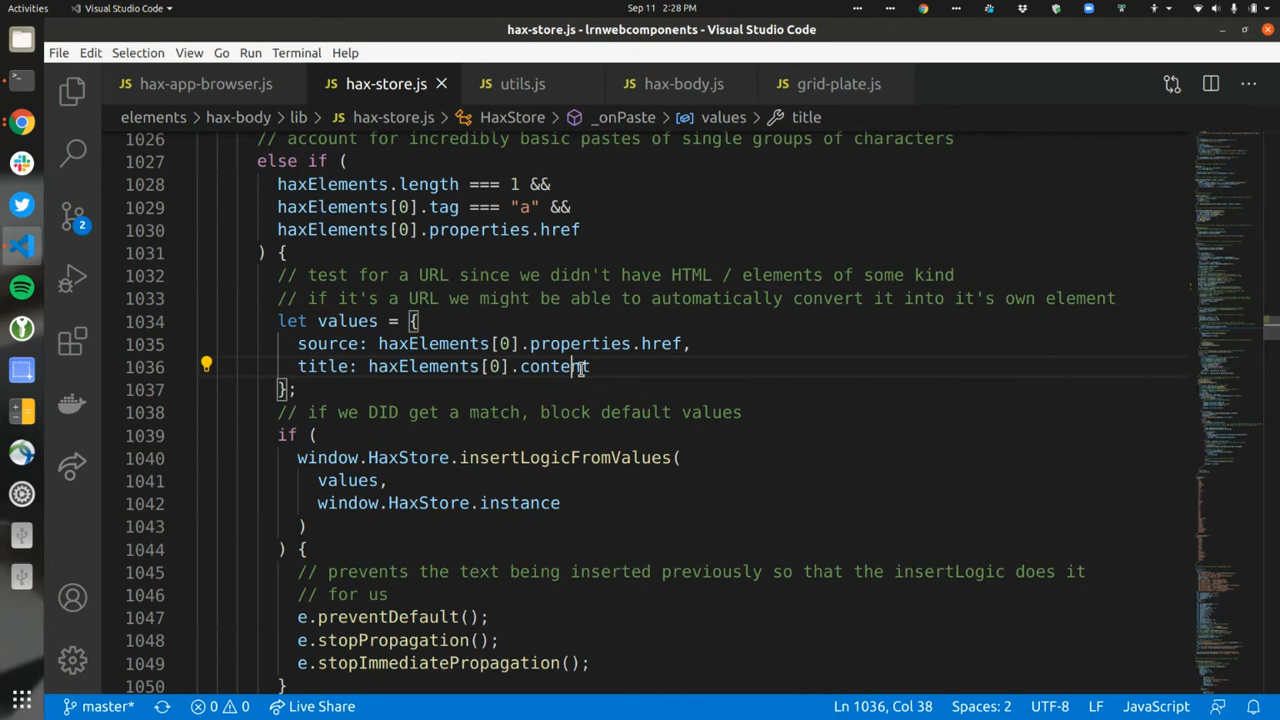 Activities
Visual Studio Code
Sep 11 2:28 PM
hax-store.js - lrnwebcomponents - Visual Studio Code
File Edit Selection View Go Run Terminal Help
JS hax-app-browser.js JS hax-store.js JS utils.js JS hax-body.js JS grid-plate.js
elements > hax-body > lib > JS hax-store.js > HaxStore > _onPaste > values > title
1026 // account for incredibly basic pastes of single groups of characters
1027 else if (
1028 haxElements.length === 1 &&
1029 haxElements[0].tag === "a" &&
1030 haxElements[0].properties.href
1031 ) {
1032 // test for a URL since we didn't have HTML / elements of some kind
1033 // if it's a URL we might be able to automatically convert it into it's own element
1034 let values = {
1035 source: haxElements[0].properties.href,
1036 title: haxElements[0].content
1037 };
1038 // if we DID get a match, block default values
1039 if (
1040 window.HaxStore.insertLogicFromValues(
1041 values,
1042 window.HaxStore.instance
1043 )
1044 ) {
1045 // prevents the text being inserted previously so that the insertLogic does it
1046 // for us
1047 e.preventDefault();
1048 e.stopPropagation();
1049 e.stopImmediatePropagation();
1050 }
2
master* 0 0 Live Share Ln 1036, Col 38 Spaces: 2 UTF-8 LF JavaScript